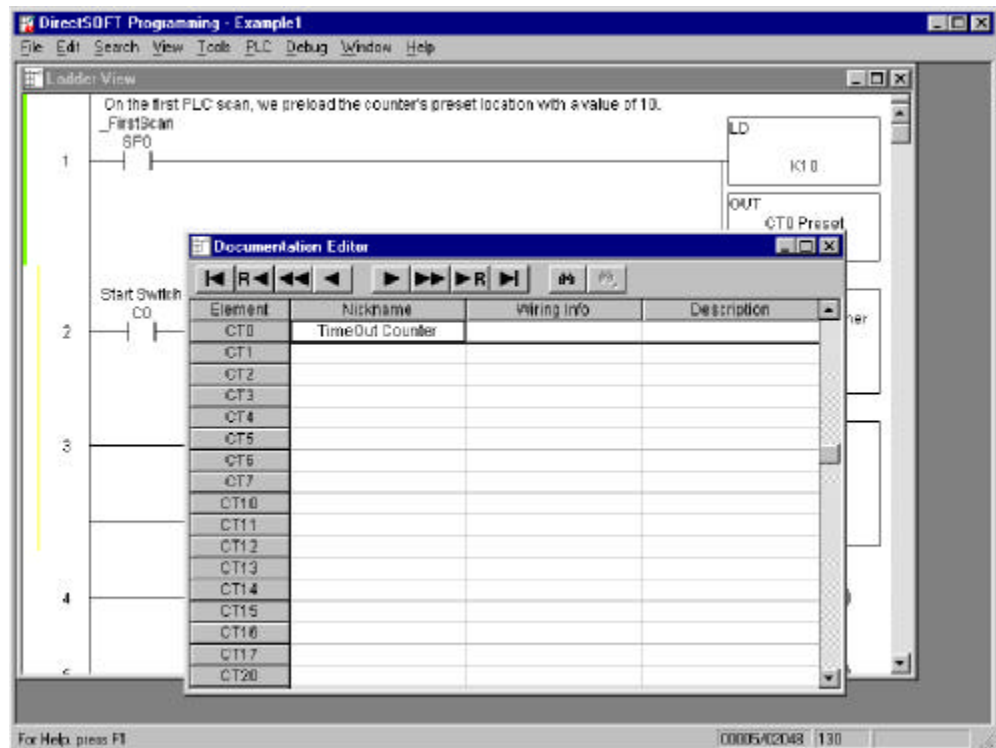 DirectSOFT Programming - Example1
File Edit Search View Tools PLC Debug Window Help
Ladder View
On the first PLC scan, we preload the counter's preset location with a value of 10.
_FirstScan
SP0
1
LD
K10
OUT
CT0 Preset
Documentation Editor
R
R
Start Switch
C0
2
Element Nickname Wiring Info Description
CT0 TimeOut Counter
CT1
CT2
CT3
CT4
CT5
3
CT6
CT7
CT10
CT11
CT12
CT13
CT14
4
CT15
CT16
CT17
CT20
For Help, press F1
00005/02048 130